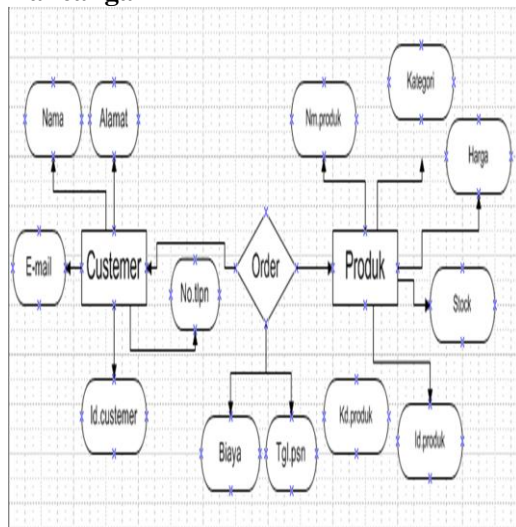 Kategori
Nama
Alamat
Nm.produk
Harga
E-mail
Custemer
Order
Produk
No.tlpn
Stock
Id.custemer
Biaya
Tgl.psn
Kd.produk
Id.produk